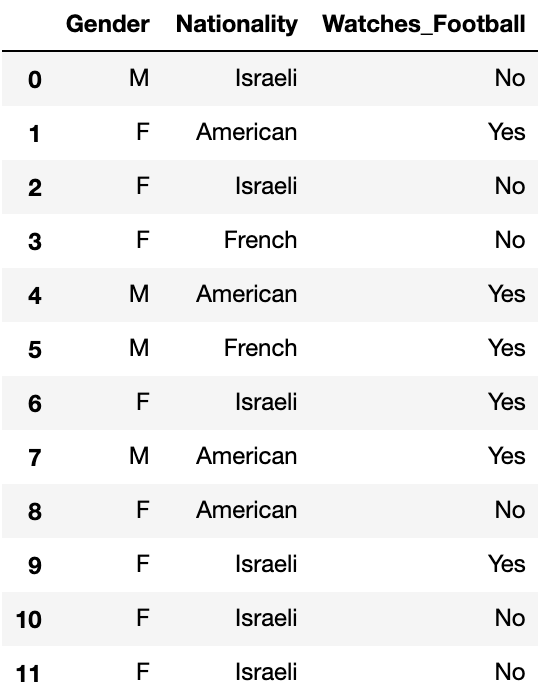 Gender Nationality Watches_Football
0 M Israeli No
1 F American Yes
2 F Israeli No
3 F French No
4 M American Yes
5 M French Yes
6 F Israeli Yes
7 M American Yes
8 F American No
9 F Israeli Yes
10 F Israeli No
11 F Israeli No